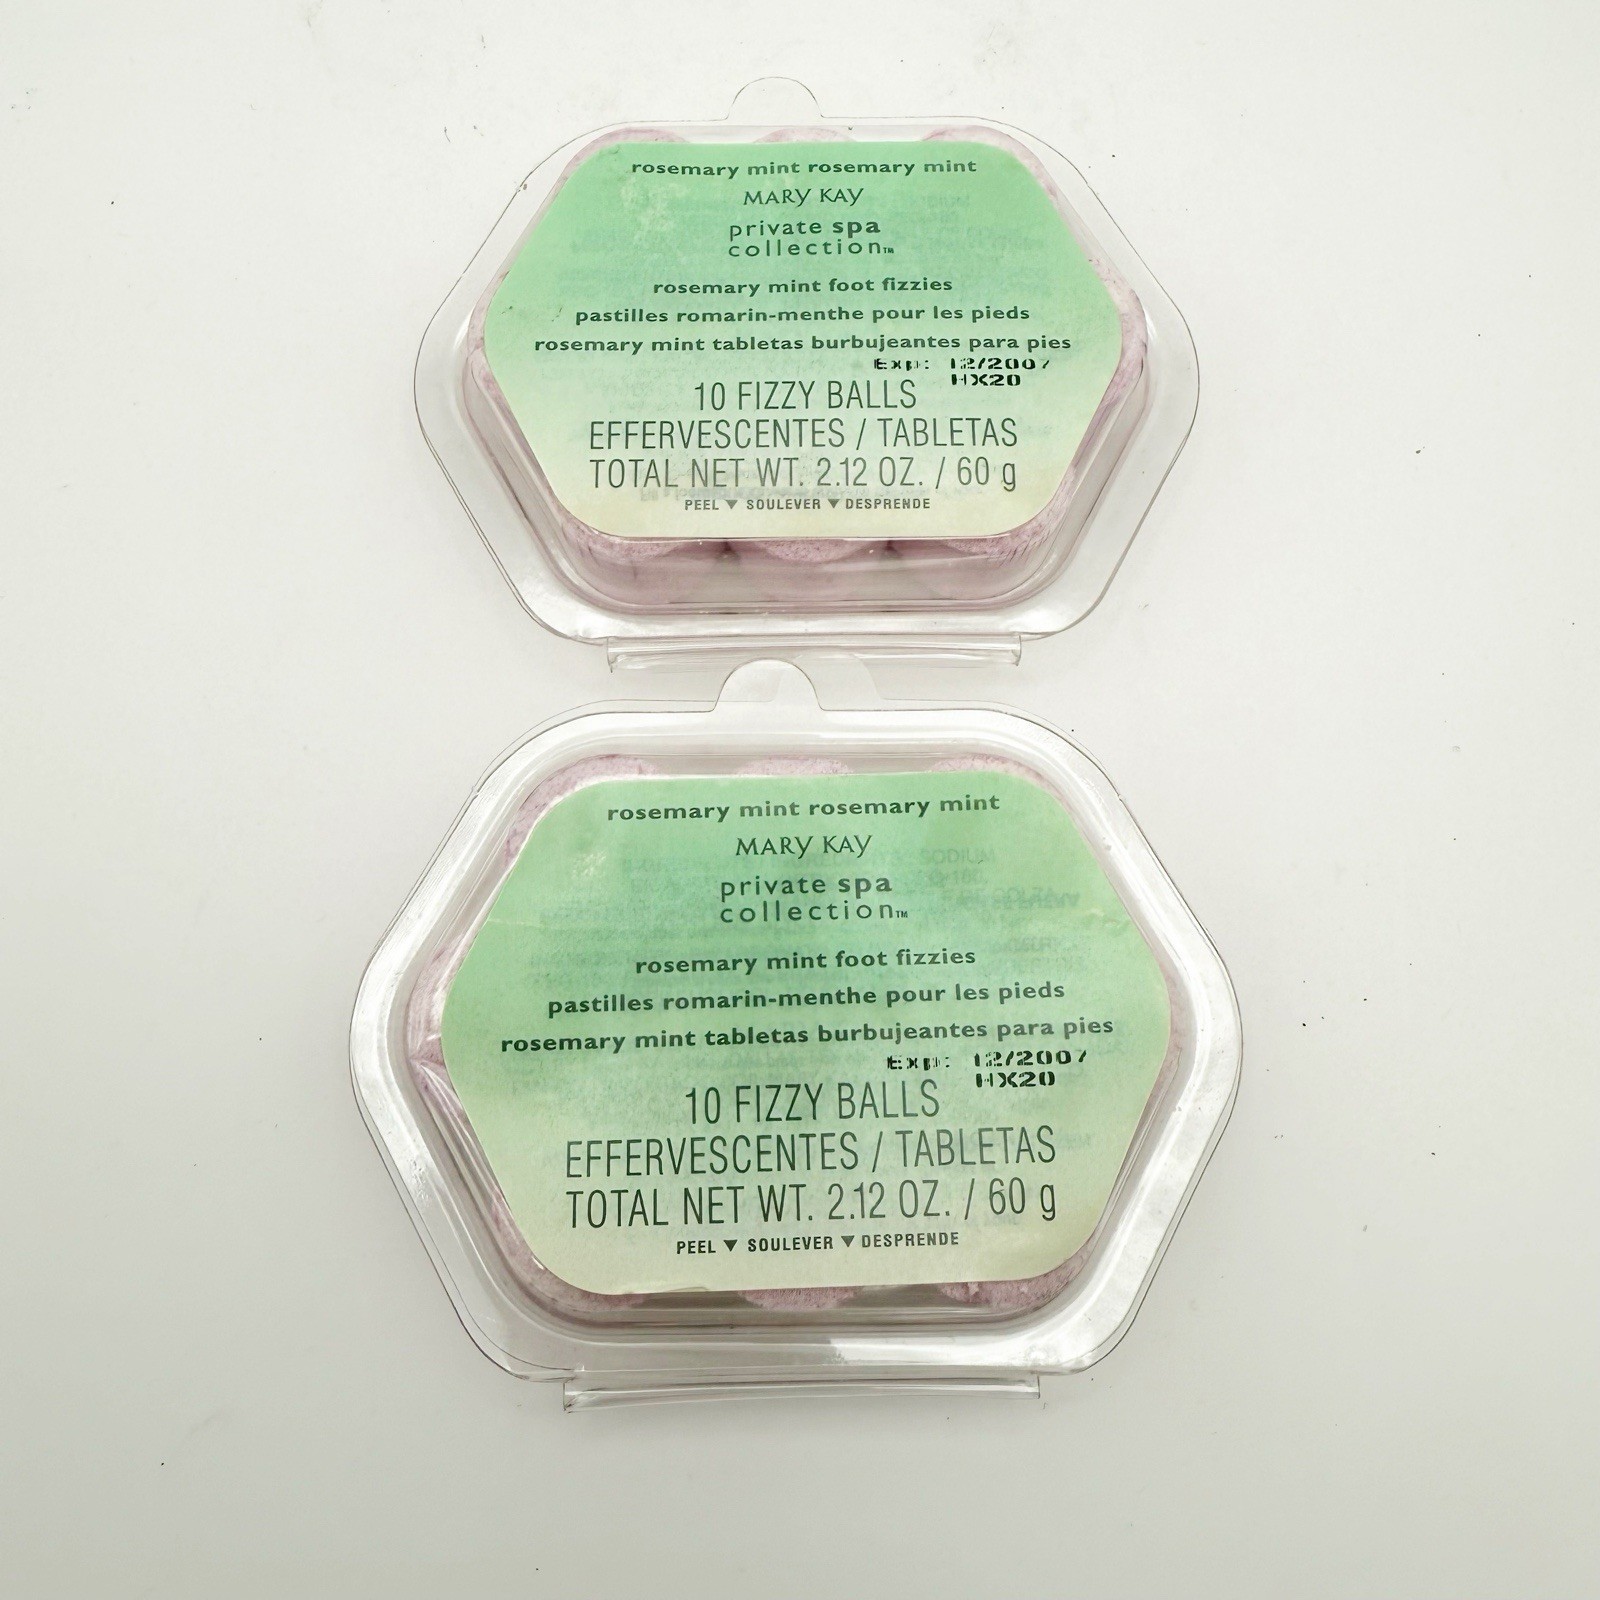 rosemary mint rosemary mint
MARY KAY
private spa
collection™
rosemary mint foot fizzies
pastilles romarin-menthe pour les pieds
rosemary mint tabletas burbujeantes para pies
Exp: 12/2007
HX20
10 FIZZY BALLS
EFFERVESCENTES / TABLETAS
TOTAL NET WT. 2.12 OZ. / 60 g
PEEL ▼ SOULEVER ▼ DESPRENDE
rosemary mint rosemary mint
MARY KAY
private spa
collection™
rosemary mint foot fizzies
pastilles romarin-menthe pour les pieds
rosemary mint tabletas burbujeantes para pies
Exp: 12/2007
HX20
10 FIZZY BALLS
EFFERVESCENTES / TABLETAS
TOTAL NET WT. 2.12 OZ. / 60 g
PEEL ▼ SOULEVER ▼ DESPRENDE